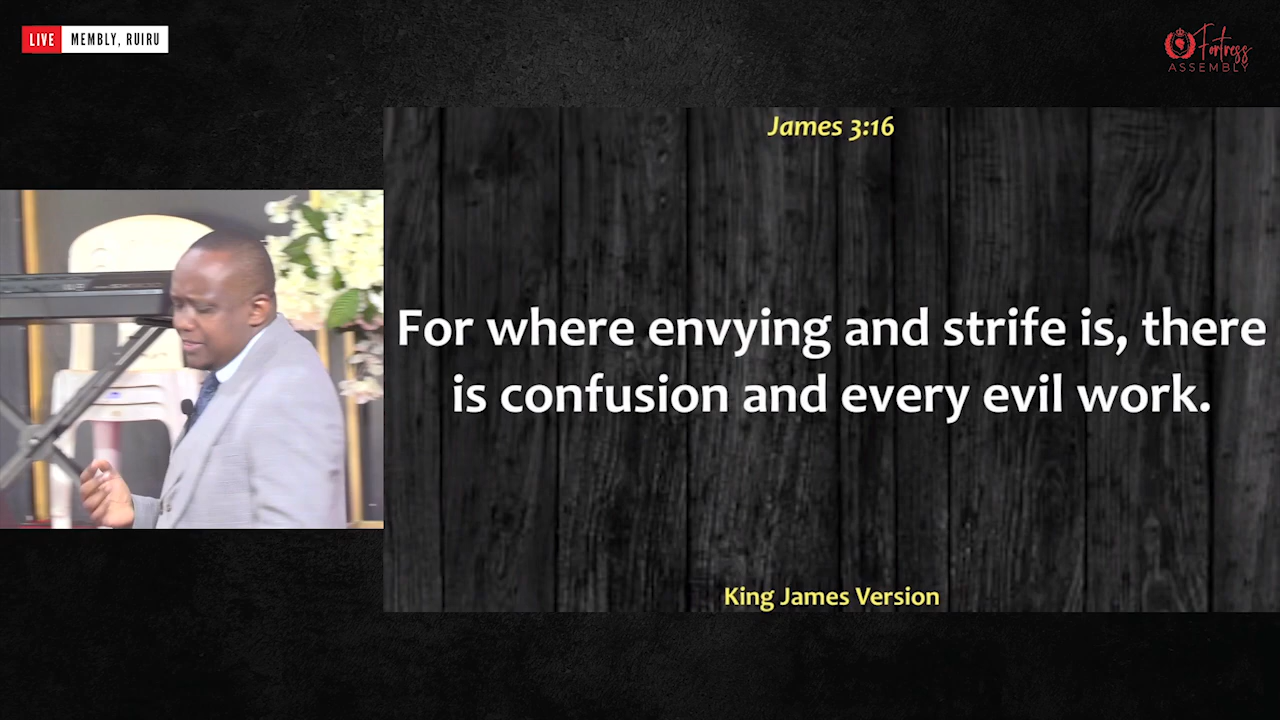 LIVE MEMBLY, RUIRU
Fortress
ASSEMBLY
James 3:16
For where envying and strife is, there
is confusion and every evil work.
King James Version